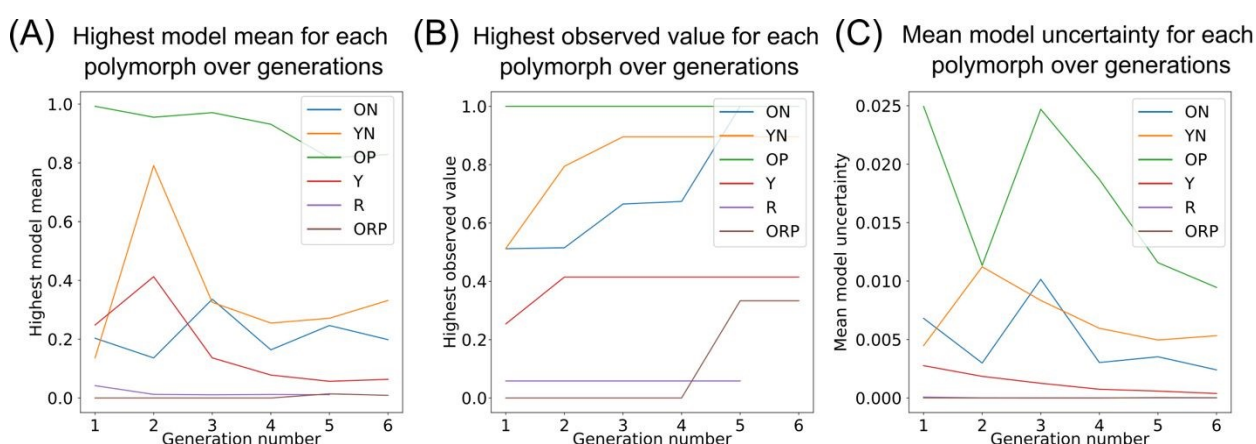 (A) Highest model mean for each
polymorph over generations
Highest model mean
1.0
0.8
0.6
0.4
0.2
0.0
ON
YN
OP
Y
R
ORP
1 2 3 4 5 6
Generation number
(B) Highest observed value for each
polymorph over generations
Highest observed value
1.0
0.8
0.6
0.4
0.2
0.0
ON
YN
OP
Y
R
ORP
1 2 3 4 5 6
Generation number
(C) Mean model uncertainty for each
polymorph over generations
Mean model uncertainty
0.025
0.020
0.015
0.010
0.005
0.000
ON
YN
OP
Y
R
ORP
1 2 3 4 5 6
Generation number